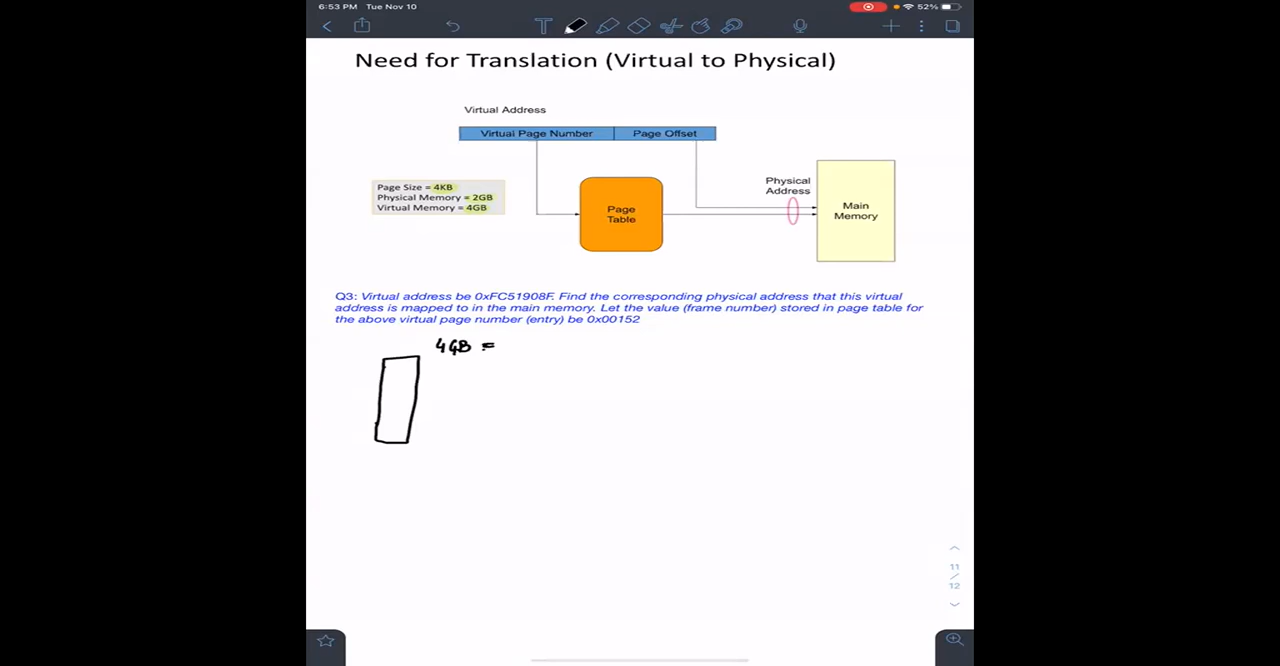 6:53 PM Tue Nov 10
52%
Need for Translation (Virtual to Physical)
Virtual Address
Virtual Page Number Page Offset
Page Size = 4KB
Physical Memory = 2GB
Virtual Memory = 4GB
Page
Table
Physical
Address
Main
Memory
Q3: Virtual address be 0xFC51908F. Find the corresponding physical address that this virtual
address is mapped to in the main memory. Let the value (frame number) stored in page table for
the above virtual page number (entry) be 0x00152
4GB =
11
/
12